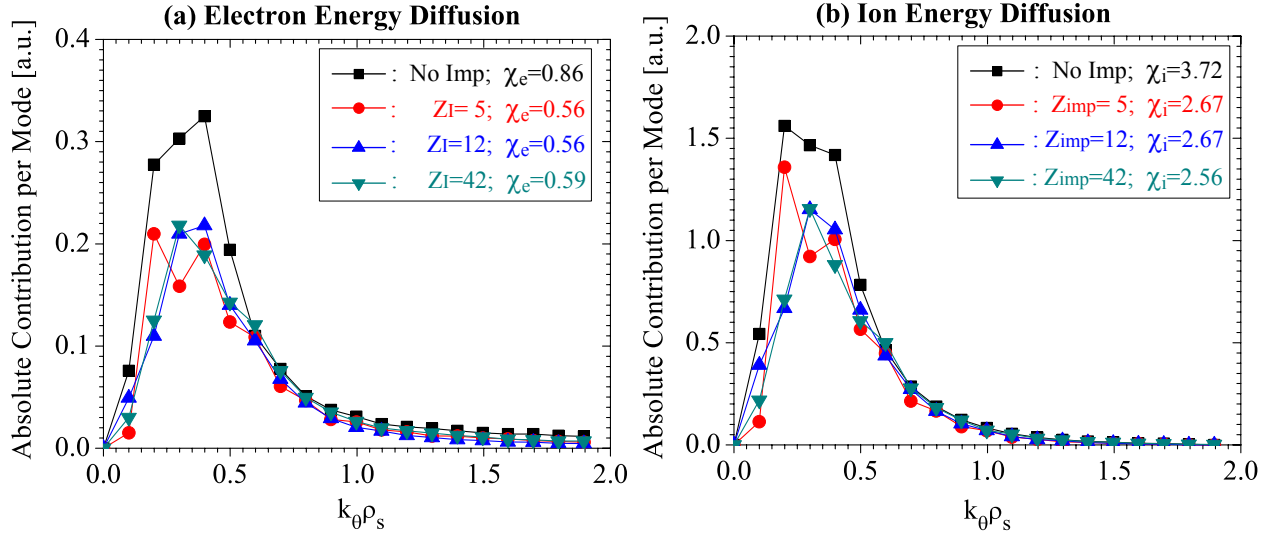 (a) Electron Energy Diffusion
Absolute Contribution per Mode [a.u.]
0.4
0.3
0.2
0.1
0.0
: No Imp; χe=0.86
: ZI= 5; χe=0.56
: ZI=12; χe=0.56
: ZI=42; χe=0.59
0.0 0.5 1.0 1.5 2.0
kθρs
(b) Ion Energy Diffusion
Absolute Contribution per Mode [a.u.]
2.0
1.5
1.0
0.5
0.0
: No Imp; χi=3.72
: Zimp= 5; χi=2.67
: Zimp=12; χi=2.67
: Zimp=42; χi=2.56
0.0 0.5 1.0 1.5 2.0
kθρs